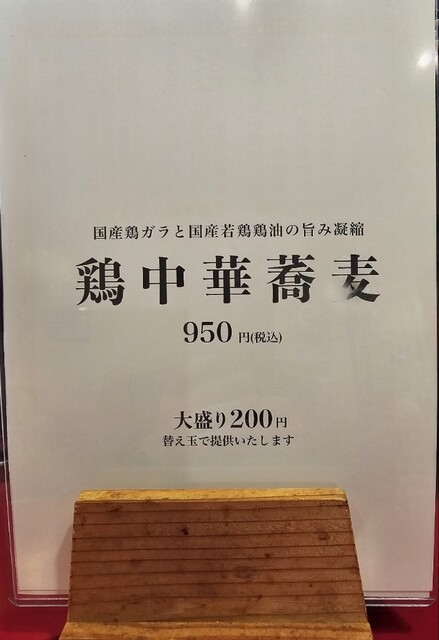 国産鶏ガラと国産若鶏鶏油の旨み凝縮
鶏中華蕎麦
950円(税込)
大盛り200円
替え玉で提供いたします